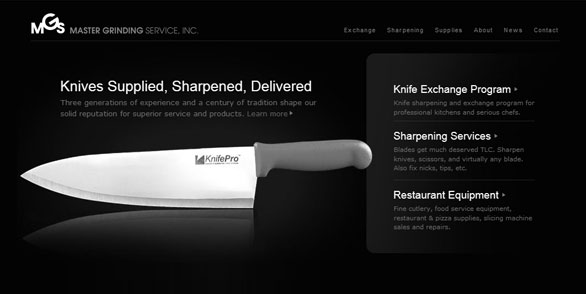 MGS MASTER GRINDING SERVICE, INC.
Exchange Sharpening Supplies About News Contact
Knives Supplied, Sharpened, Delivered
Three generations of experience and a century of tradition shape our
solid reputation for superior service and products. Learn more
KnifePro
Knife Exchange Program
Knife sharpening and exchange program for
professional kitchens and serious chefs.
Sharpening Services
Blades get much deserved TLC. Sharpen
knives, scissors, and virtually any blade.
Also fix nicks, tips, etc.
Restaurant Equipment
Fine cutlery, food service equipment,
restaurant & pizza supplies, slicing machine
sales and repairs.